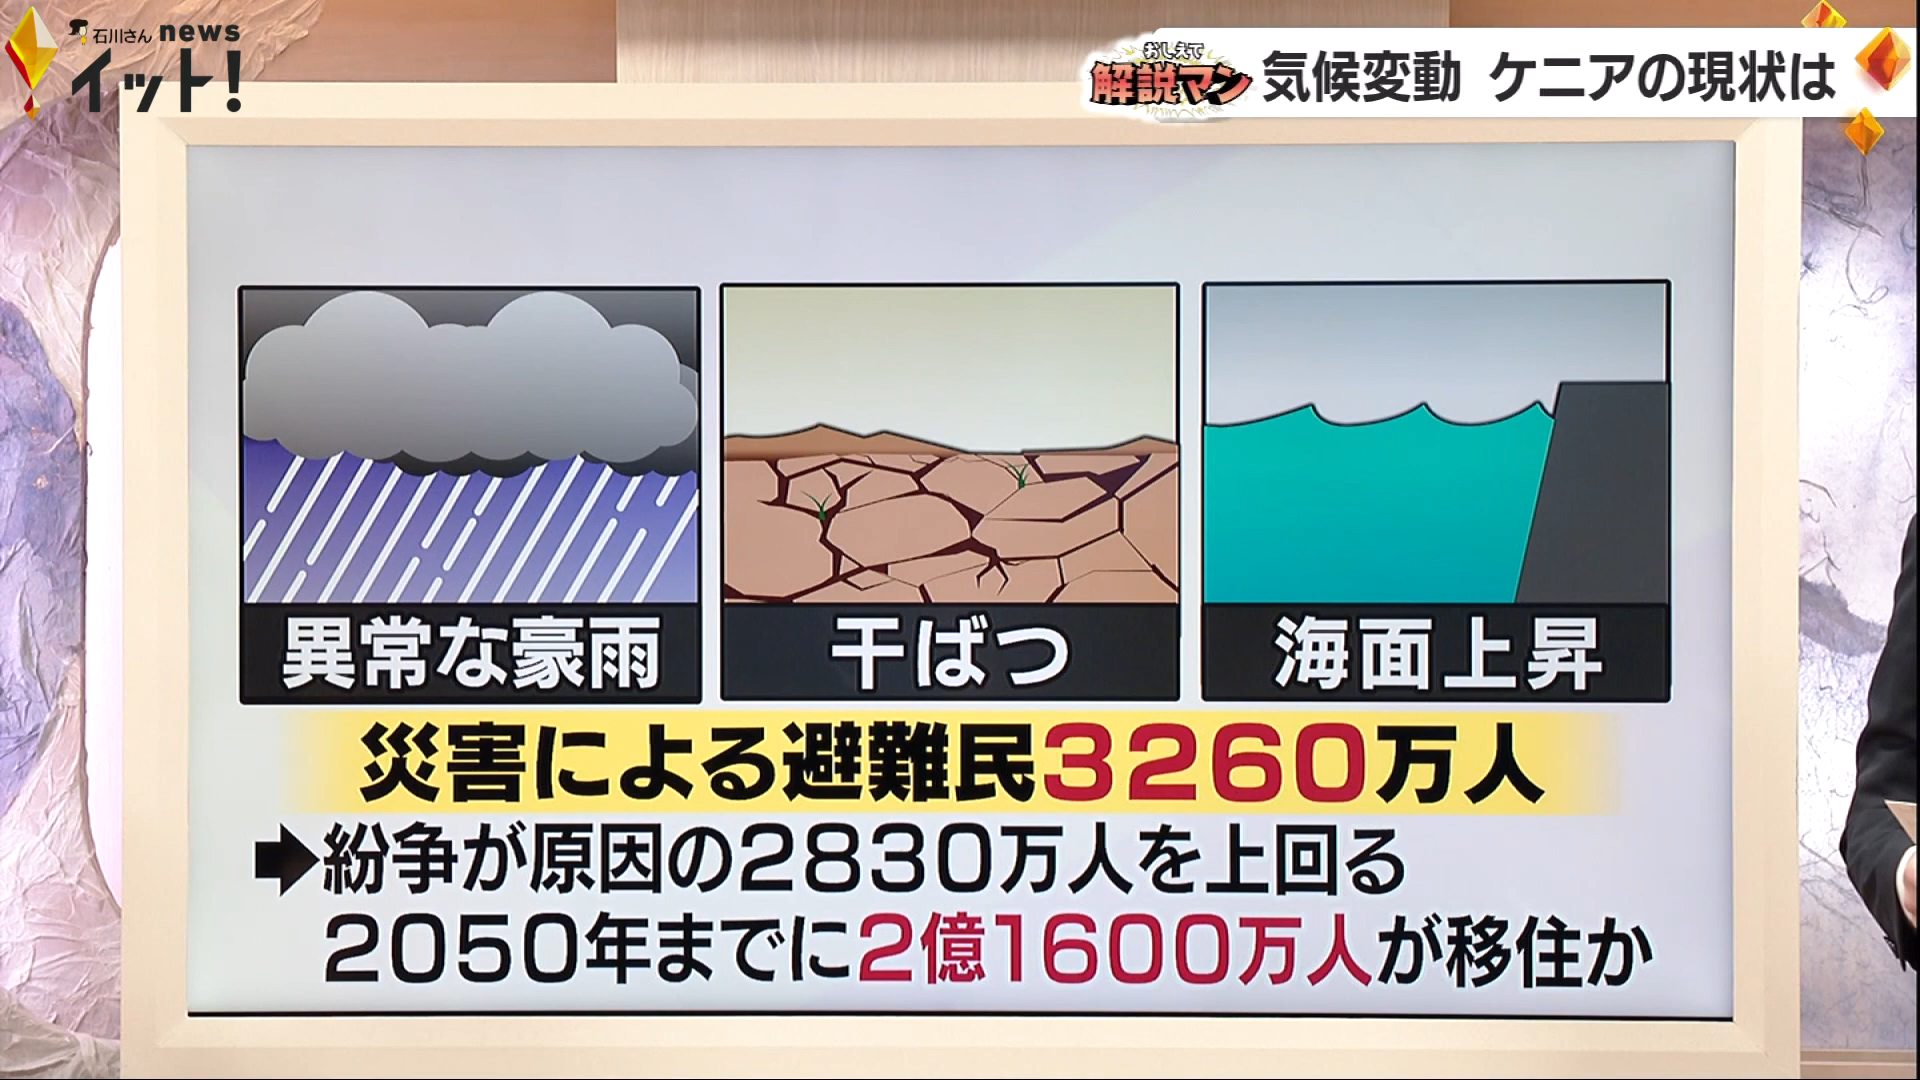 石川さん news
イット!
おしえて
解説マン 気候変動 ケニアの現状は
異常な豪雨
干ばつ
海面上昇
災害による避難民3260万人
➡紛争が原因の2830万人を上回る
2050年までに2億1600万人が移住か